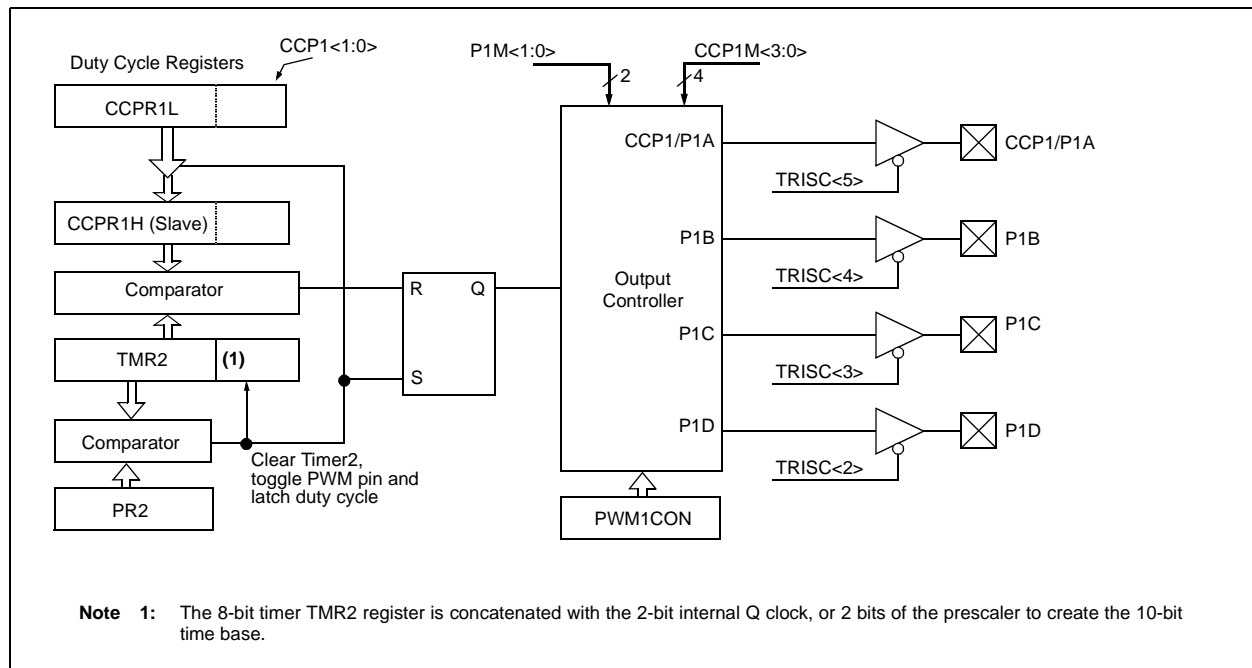 CCP1<1:0>
Duty Cycle Registers
CCPR1L
CCPR1H (Slave)
Comparator
TMR2
(1)
Comparator
PR2
Clear Timer2,
toggle PWM pin and
latch duty cycle
R
Q
S
P1M<1:0>
2
CCP1M<3:0>
4
Output
Controller
CCP1/P1A
P1B
P1C
P1D
PWM1CON
TRISC<5>
CCP1/P1A
TRISC<4>
P1B
TRISC<3>
P1C
TRISC<2>
P1D
Note 1: The 8-bit timer TMR2 register is concatenated with the 2-bit internal Q clock, or 2 bits of the prescaler to create the 10-bit
time base.